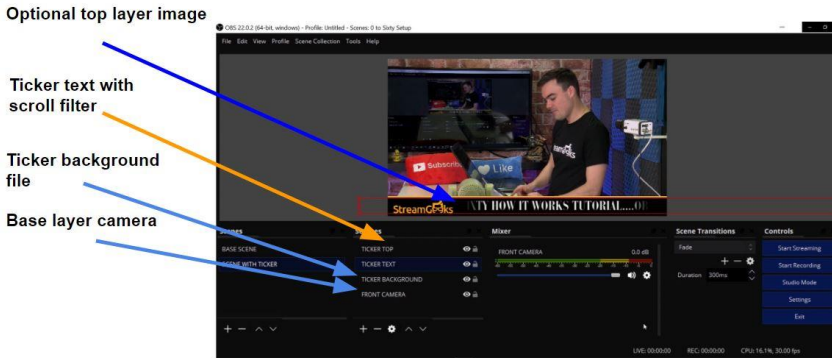 Optional top layer image
Ticker text with
scroll filter
Ticker background
file
Base layer camera
OBS 22.0.2 (64-bit, windows) - Profile: Untitled - Scenes: 0 to Sixty Setup
File Edit View Profile Scene Collection Tools Help
Subscribe
Like
StreamGeeks
StreamGeeks
XTY HOW IT WORKS TUTORIAL....OB
Scenes
Mixer
Scene Transitions
Controls
BASE SCENE
SCENE WITH TICKER
TICKER TOP
TICKER TEXT
TICKER BACKGROUND
FRONT CAMERA
FRONT CAMERA
0.0 dB
Fade
Duration 300ms
Start Streaming
Start Recording
Studio Mode
Settings
Exit
LIVE: 00:00:00
REC: 00:00:00
CPU: 16.1%, 30.00 fps